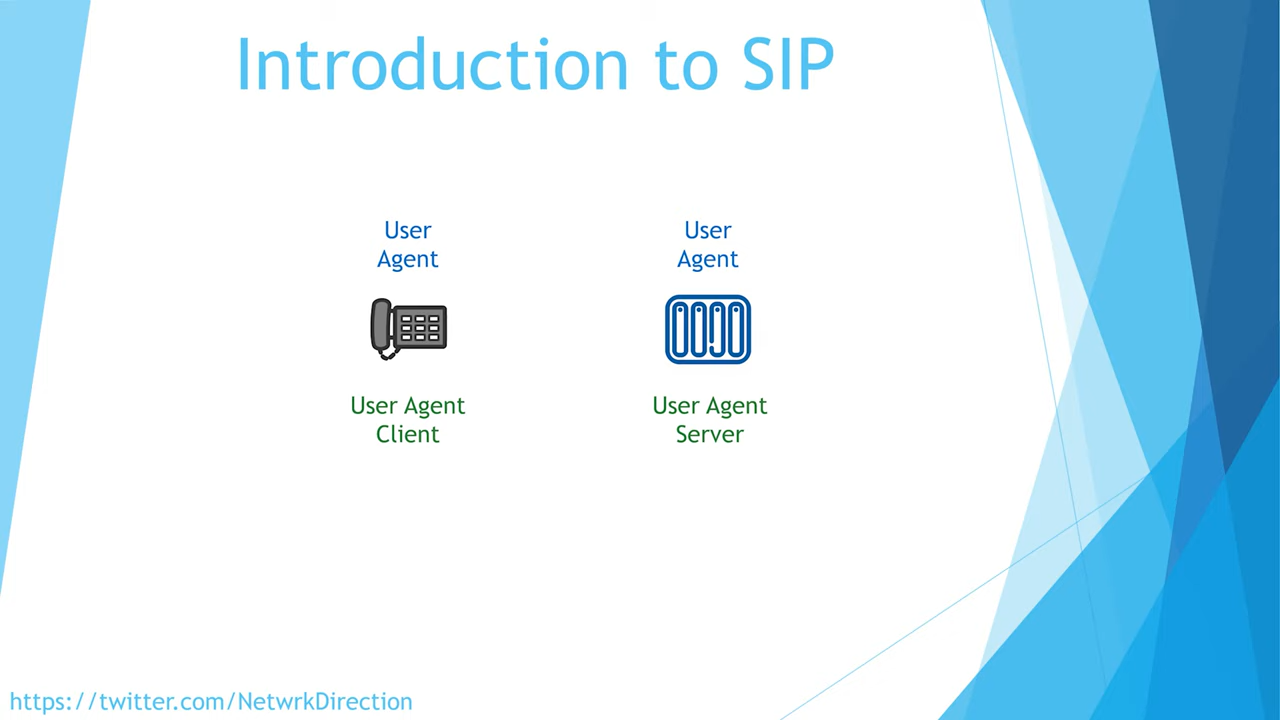 Introduction to SIP
User
Agent
User
Agent
User Agent
Client
User Agent
Server
https://twitter.com/NetwrkDirection